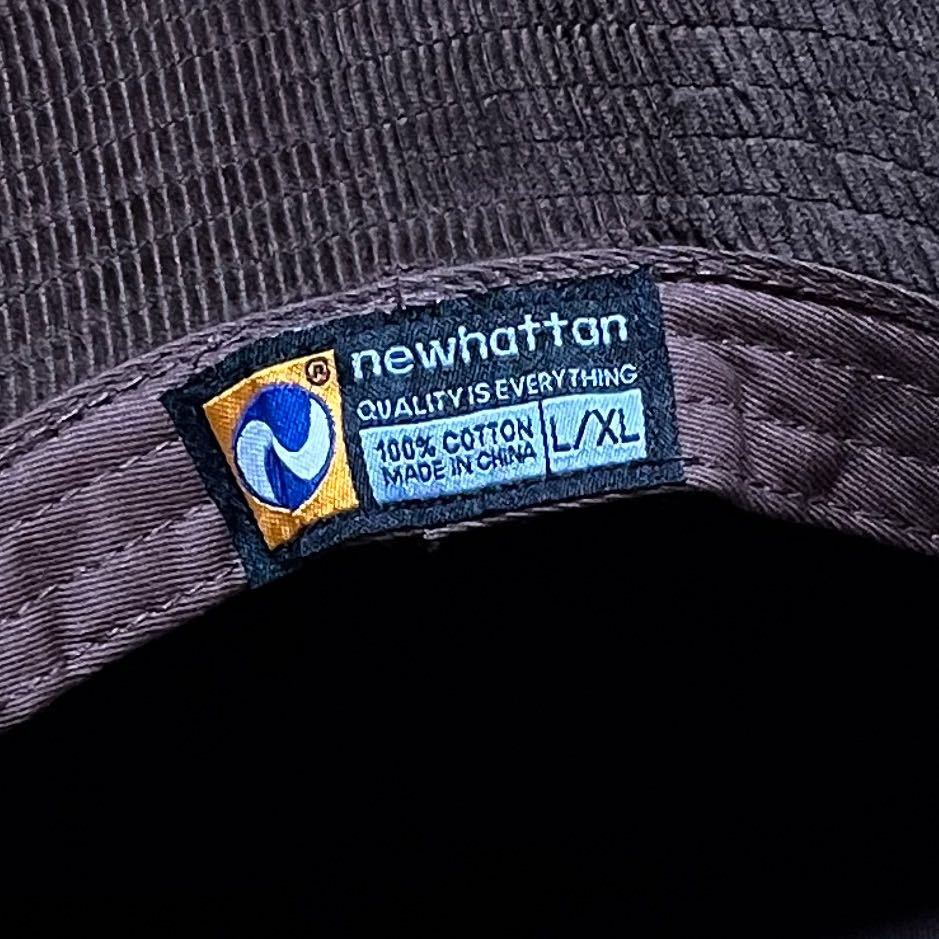 ®
newhattan
QUALITY IS EVERYTHING
100% COTTON
MADE IN CHINA
L/XL